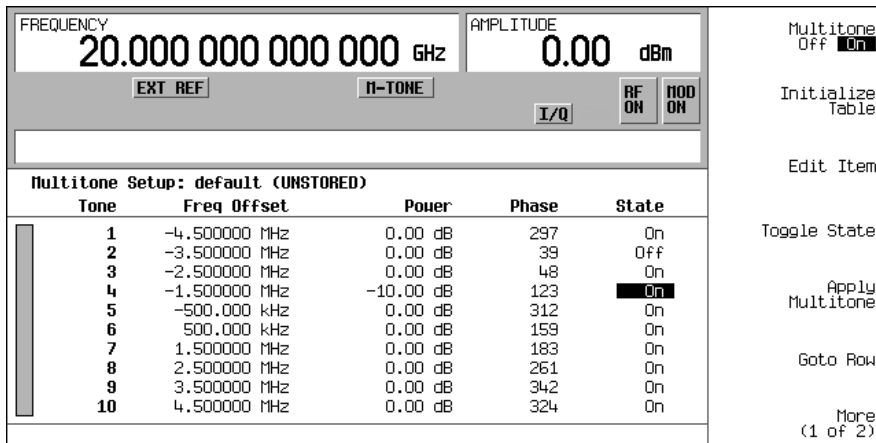 FREQUENCY
20.000 000 000 000 GHz
AMPLITUDE
0.00 dBm
EXT REF
M-TONE
I/Q
RF ON
MOD ON
Multitone Setup: default (UNSTORED)
Tone Freq Offset Power Phase State
1 -4.500000 MHz 0.00 dB 297 On
2 -3.500000 MHz 0.00 dB 39 Off
3 -2.500000 MHz 0.00 dB 48 On
4 -1.500000 MHz -10.00 dB 123 On
5 -500.000 kHz 0.00 dB 312 On
6 500.000 kHz 0.00 dB 159 On
7 1.500000 MHz 0.00 dB 183 On
8 2.500000 MHz 0.00 dB 261 On
9 3.500000 MHz 0.00 dB 342 On
10 4.500000 MHz 0.00 dB 324 On
Multitone
Off On
Initialize
Table
Edit Item
Toggle State
Apply
Multitone
Goto Row
More
(1 of 2)